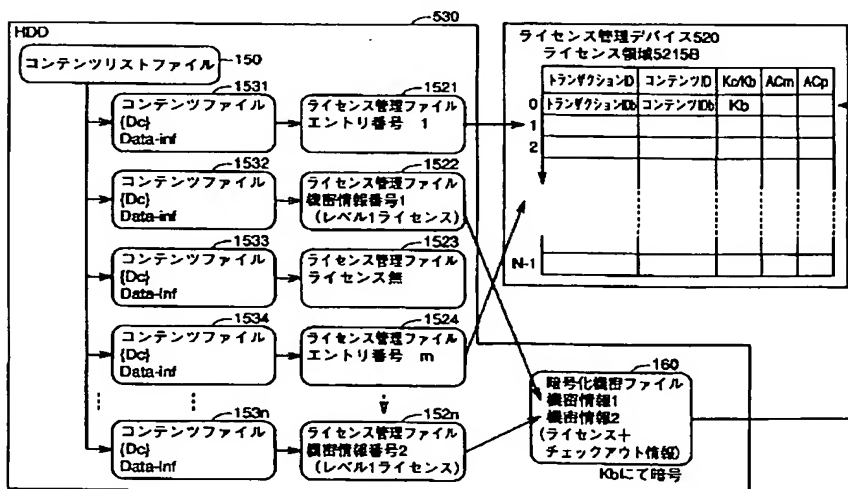 HDD
530
コンテンツリストファイル
150
1531
コンテンツファイル
{Dc}
Data-inf
1521
ライセンス管理ファイル
エントリ番号 1
1532
コンテンツファイル
{Dc}
Data-inf
1522
ライセンス管理ファイル
機密情報番号1
(レベル1ライセンス)
1533
コンテンツファイル
{Dc}
Data-inf
1523
ライセンス管理ファイル
ライセンス無
1534
コンテンツファイル
{Dc}
Data-inf
1524
ライセンス管理ファイル
エントリ番号 m
153n
コンテンツファイル
{Dc}
Data-inf
152n
ライセンス管理ファイル
機密情報番号2
(レベル1ライセンス)
ライセンス管理デバイス520
ライセンス領域5215B
トランザクションID コンテンツID Kc/Kb ACm ACp
0 トランザクションIDb コンテンツIDb Kb
1
2
N-1
160
暗号化機密ファイル
機密情報1
機密情報2
(ライセンス+
チェックアウト情報)
Kbにて暗号